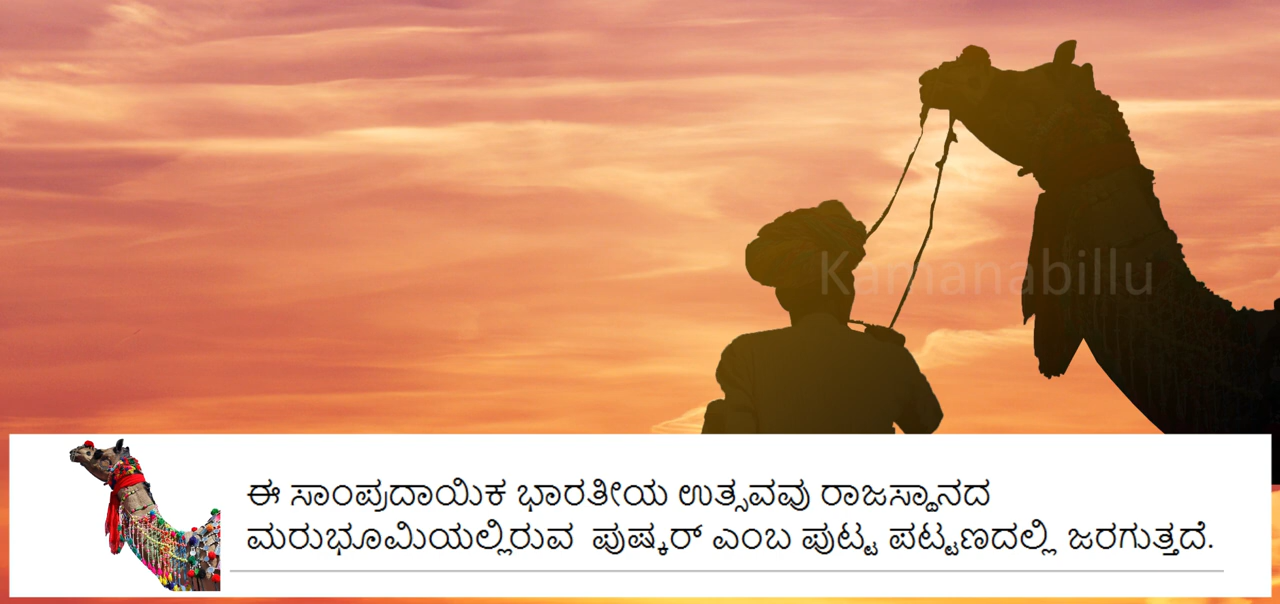 Kamanabillu
ಈ ಸಾಂಪ್ರದಾಯಿಕ ಭಾರತೀಯ ಉತ್ಸವವು ರಾಜಸ್ಥಾನದ
ಮರುಭೂಮಿಯಲ್ಲಿರುವ ಪುಷ್ಕರ್ ಎಂಬ ಪುಟ್ಟ ಪಟ್ಟಣದಲ್ಲಿ ಜರಗುತ್ತದೆ.